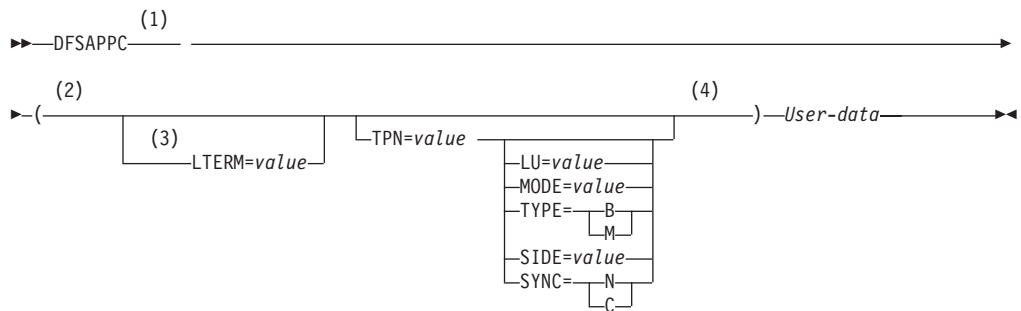 (1)
DFSAPPC
(2) (4)
( ) User-data
(3)
LTERM=value
TPN=value
LU=value
MODE=value
TYPE= B
M
SIDE=value
SYNC= N
C